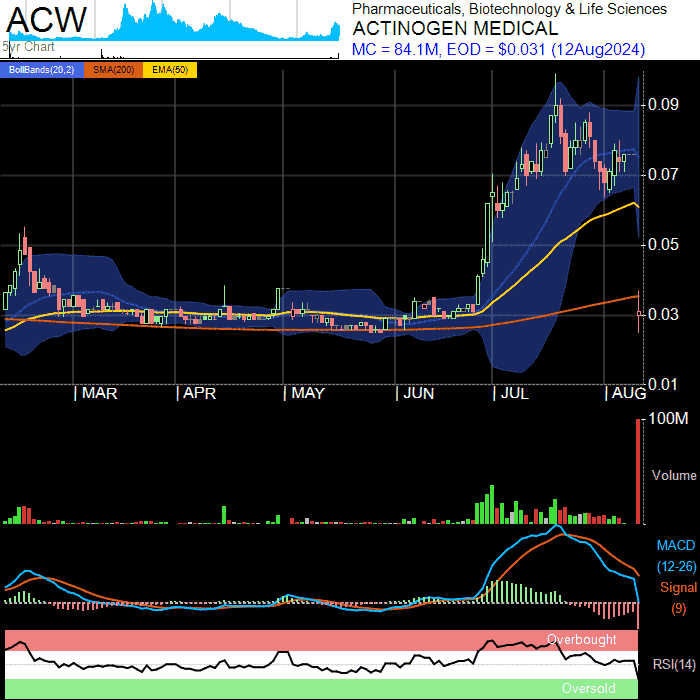 ACW
5yr Chart
Pharmaceuticals, Biotechnology & Life Sciences
ACTINOGEN MEDICAL
MC = 84.1M, EOD = $0.031 (12Aug2024)
BollBands(20,2) SMA(200) EMA(50)
0.09
0.07
0.05
0.03
0.01
MAR APR MAY JUN JUL AUG
100M
Volume
MACD
(12-26)
Signal
(9)
Overbought
RSI(14)
Oversold